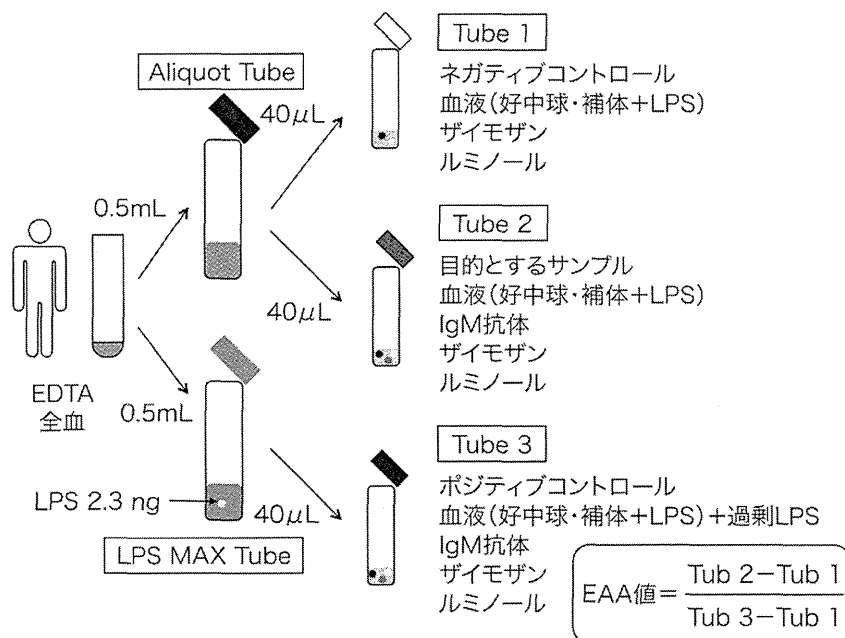 Aliquot Tube
40μL
0.5mL
EDTA
全血
0.5mL
LPS 2.3 ng
40μL
40μL
LPS MAX Tube
Tube 1
ネガティブコントロール
血液(好中球・補体+LPS)
ザイモザン
ルミノール
Tube 2
目的とするサンプル
血液(好中球・補体+LPS)
IgM抗体
ザイモザン
ルミノール
Tube 3
ポジティブコントロール
血液(好中球・補体+LPS)+過剰LPS
IgM抗体
ザイモザン
ルミノール
EAA値=
Tub 2−Tub 1
Tub 3−Tub 1